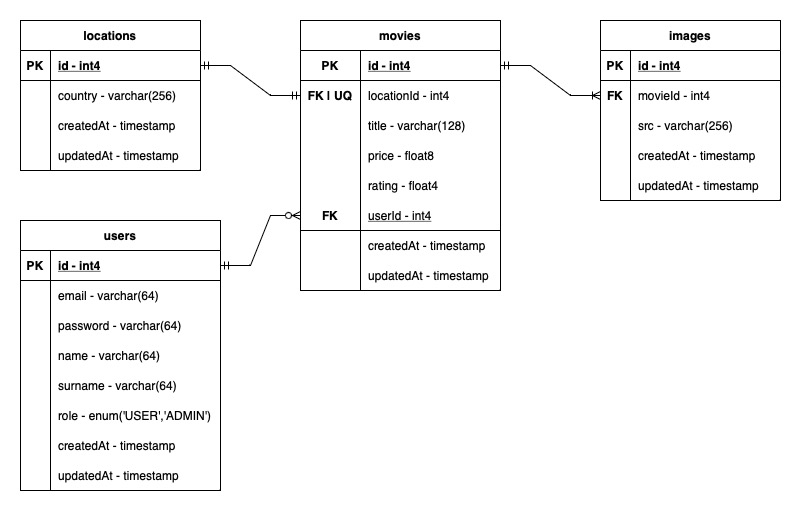 locations
PK id - int4
country - varchar(256)
createdAt - timestamp
updatedAt - timestamp
movies
PK id - int4
FK | UQ locationId - int4
title - varchar(128)
price - float8
rating - float4
FK userId - int4
createdAt - timestamp
updatedAt - timestamp
images
PK id - int4
FK movieId - int4
src - varchar(256)
createdAt - timestamp
updatedAt - timestamp
users
PK id - int4
email - varchar(64)
password - varchar(64)
name - varchar(64)
surname - varchar(64)
role - enum('USER','ADMIN')
createdAt - timestamp
updatedAt - timestamp